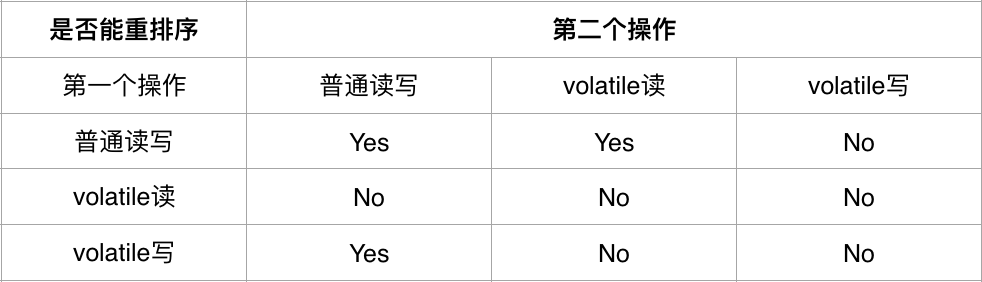 是否能重排序 第二个操作
第一个操作 普通读写 volatile读 volatile写
普通读写 Yes Yes No
volatile读 No No No
volatile写 Yes No No